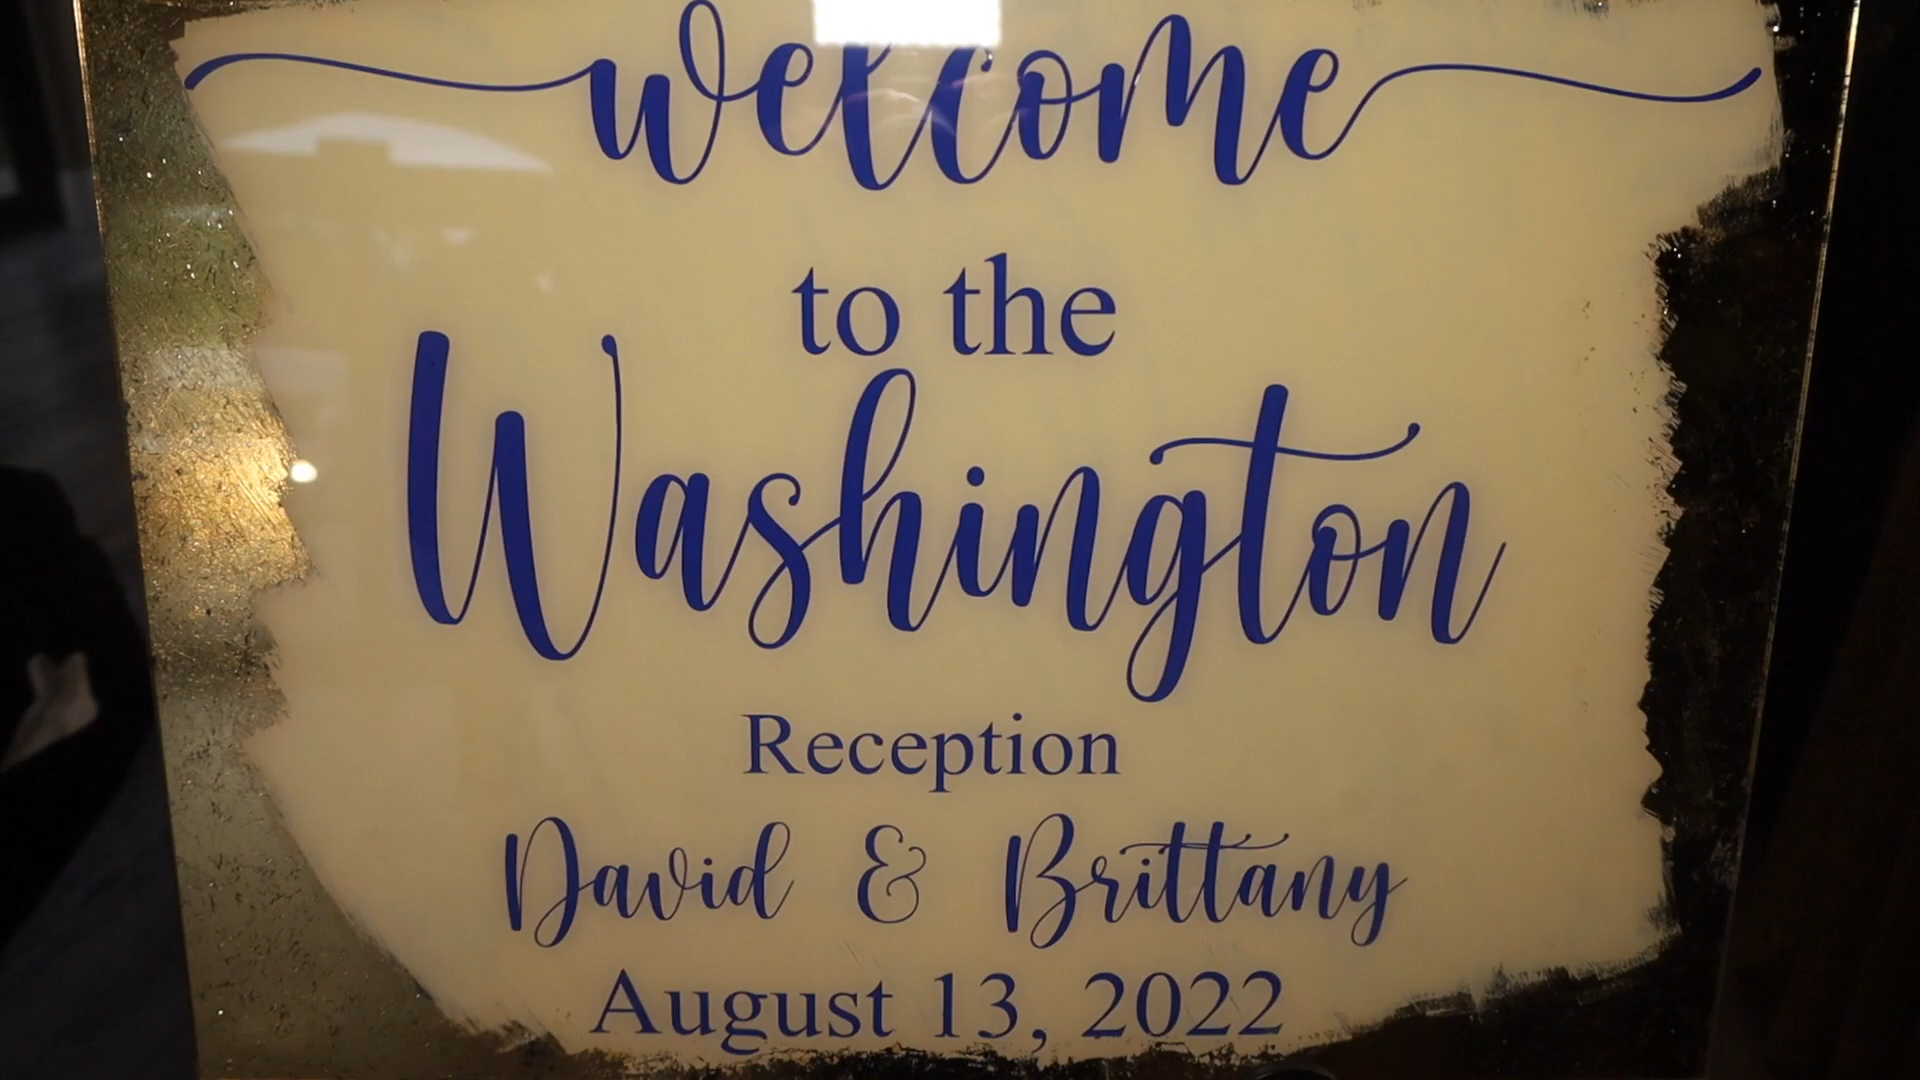 welcome
to the
Washington
Reception
David & Brittany
August 13, 2022